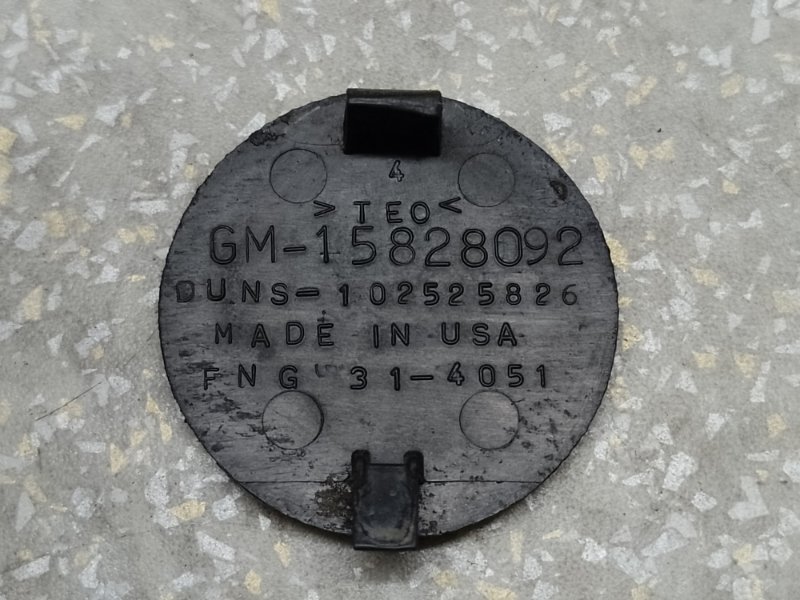 4
>TEO<
GM-15828092
DUNS-102525826
MADE IN USA
FNG 31-4051